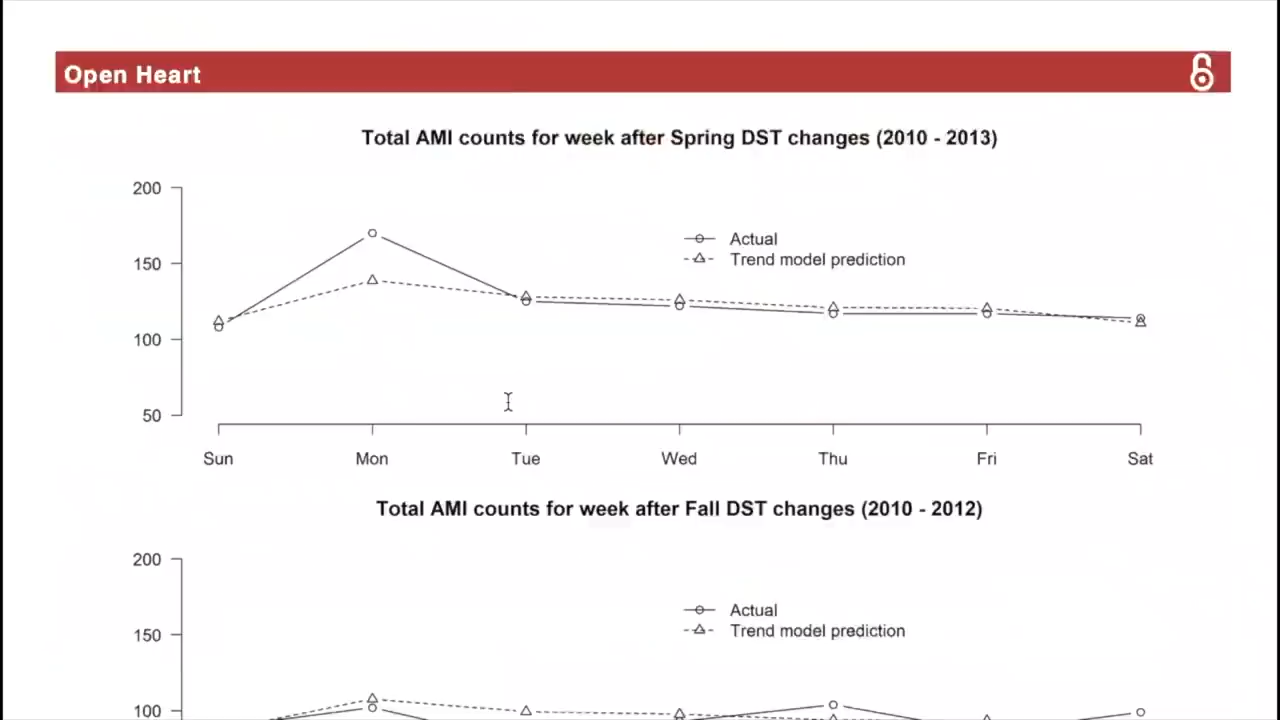 Open Heart
Total AMI counts for week after Spring DST changes (2010 - 2013)
200
150
100
50
Actual
Trend model prediction
Sun Mon Tue Wed Thu Fri Sat
Total AMI counts for week after Fall DST changes (2010 - 2012)
200
150
100
Actual
Trend model prediction